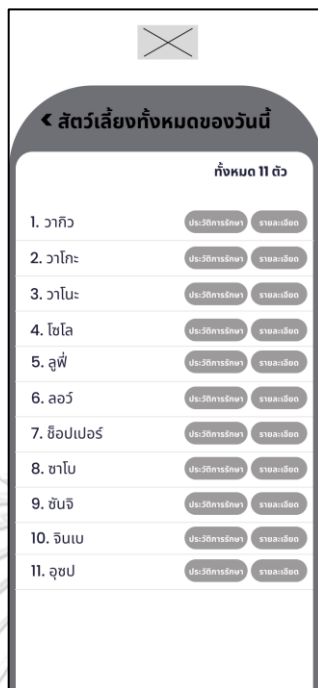 < สัตว์เลี้ยงทั้งหมดของวันนี้
ทั้งหมด 11 ตัว
1. วากิว ประวัติการรักษา รายละเอียด
2. วาโกะ ประวัติการรักษา รายละเอียด
3. วาโนะ ประวัติการรักษา รายละเอียด
4. โซโล ประวัติการรักษา รายละเอียด
5. ลูฟี่ ประวัติการรักษา รายละเอียด
6. ลอว์ ประวัติการรักษา รายละเอียด
7. ช็อปเปอร์ ประวัติการรักษา รายละเอียด
8. ซาโบ ประวัติการรักษา รายละเอียด
9. ซันจิ ประวัติการรักษา รายละเอียด
10. จินเบ ประวัติการรักษา รายละเอียด
11. อุซป ประวัติการรักษา รายละเอียด